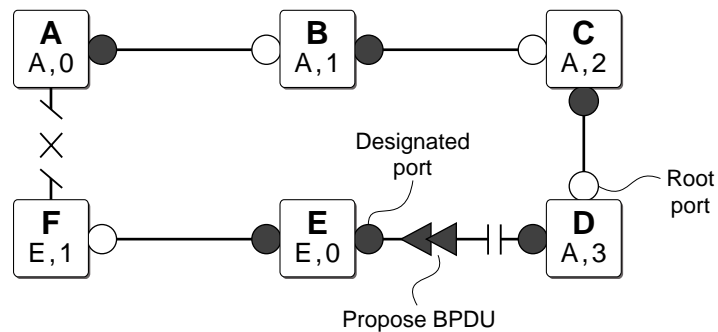 A
A,0
B
A,1
C
A,2
Designated
port
Root
port
F
E,1
E
E,0
D
A,3
Propose BPDU